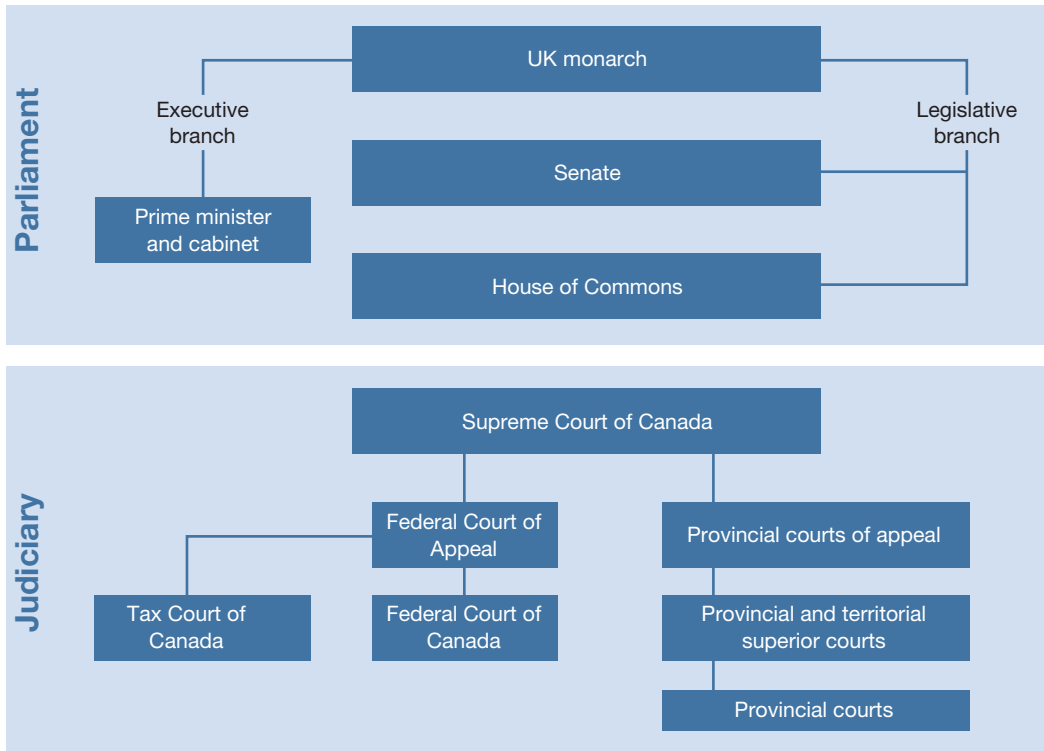 Parliament
UK monarch
Executive
branch
Legislative
branch
Senate
Prime minister
and cabinet
House of Commons
Judiciary
Supreme Court of Canada
Federal Court of
Appeal
Provincial courts of appeal
Tax Court of
Canada
Federal Court of
Canada
Provincial and territorial
superior courts
Provincial courts